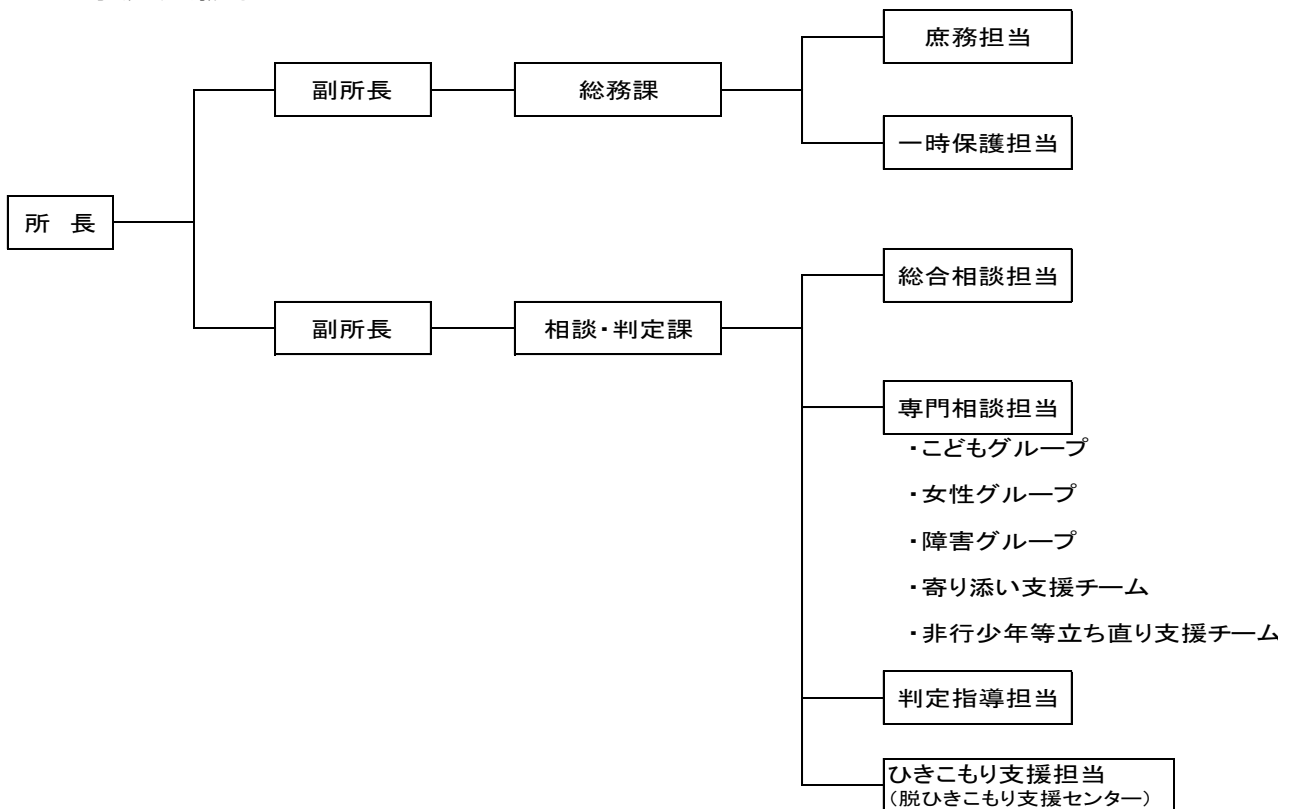 庶務担当
副所長
総務課
一時保護担当
所 長
総合相談担当
副所長
相談・判定課
専門相談担当
・こどもグループ
・女性グループ
・障害グループ
・寄り添い支援チーム
・非行少年等立ち直り支援チーム
判定指導担当
ひきこもり支援担当
(脱ひきこもり支援センター)